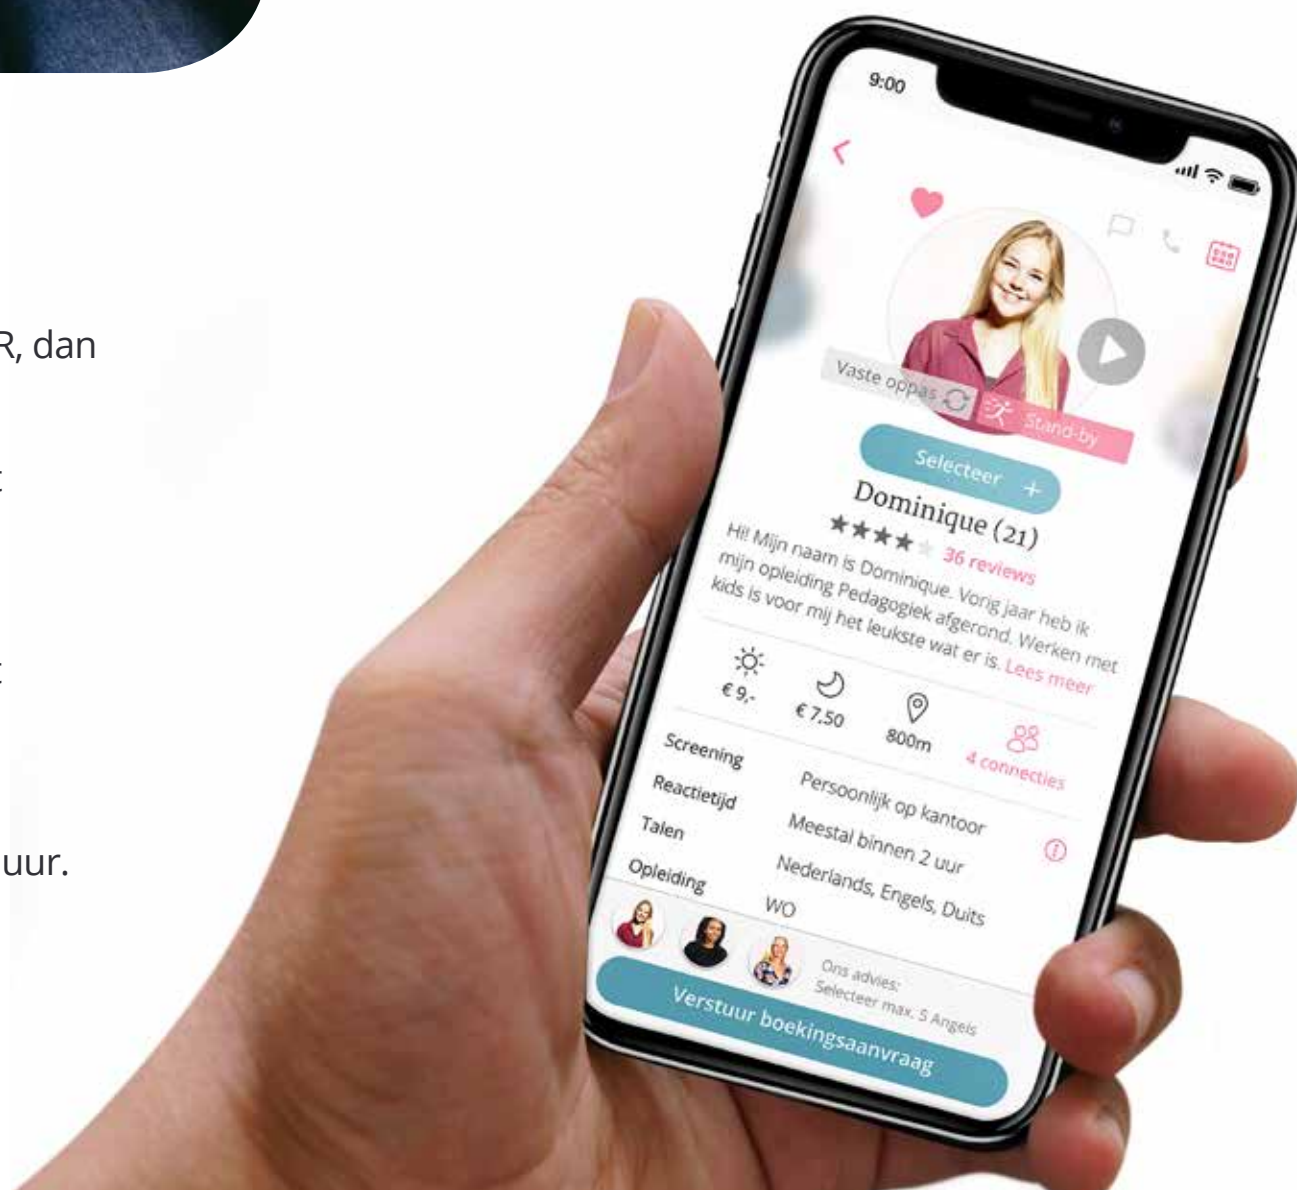 R, dan
t
t
uur.
9:00
Vaste oppas
Stand-by
Selecteer +
Dominique (21)
36 reviews
Hi! Mijn naam is Dominique. Vorig jaar heb ik
mijn opleiding Pedagogiek afgerond. Werken met
kids is voor mij het leukste wat er is. Lees meer
€ 9,-
€ 7,50
800m
4 connecties
Screening Persoonlijk op kantoor
Reactietijd Meestal binnen 2 uur
Talen Nederlands, Engels, Duits
Opleiding WO
Ons advies:
Selecteer max. 5 Angels
Verstuur boekingsaanvraag